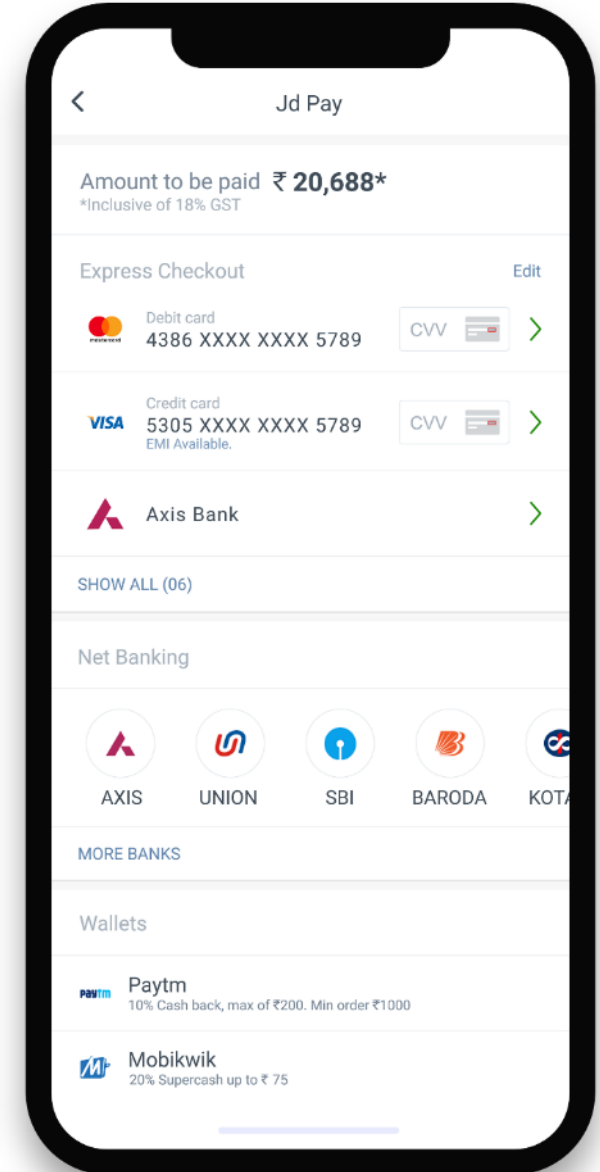 Jd Pay
Amount to be paid ₹ 20,688*
*Inclusive of 18% GST
Express Checkout Edit
mastercard
Debit card
4386 XXXX XXXX 5789 CVV
VISA
Credit card
5305 XXXX XXXX 5789 CVV
EMI Available.
Axis Bank
SHOW ALL (06)
Net Banking
AXIS UNION SBI BARODA KOTA
MORE BANKS
Wallets
Paytm
Paytm
10% Cash back, max of ₹200. Min order ₹1000
Mobikwik
20% Supercash up to ₹ 75